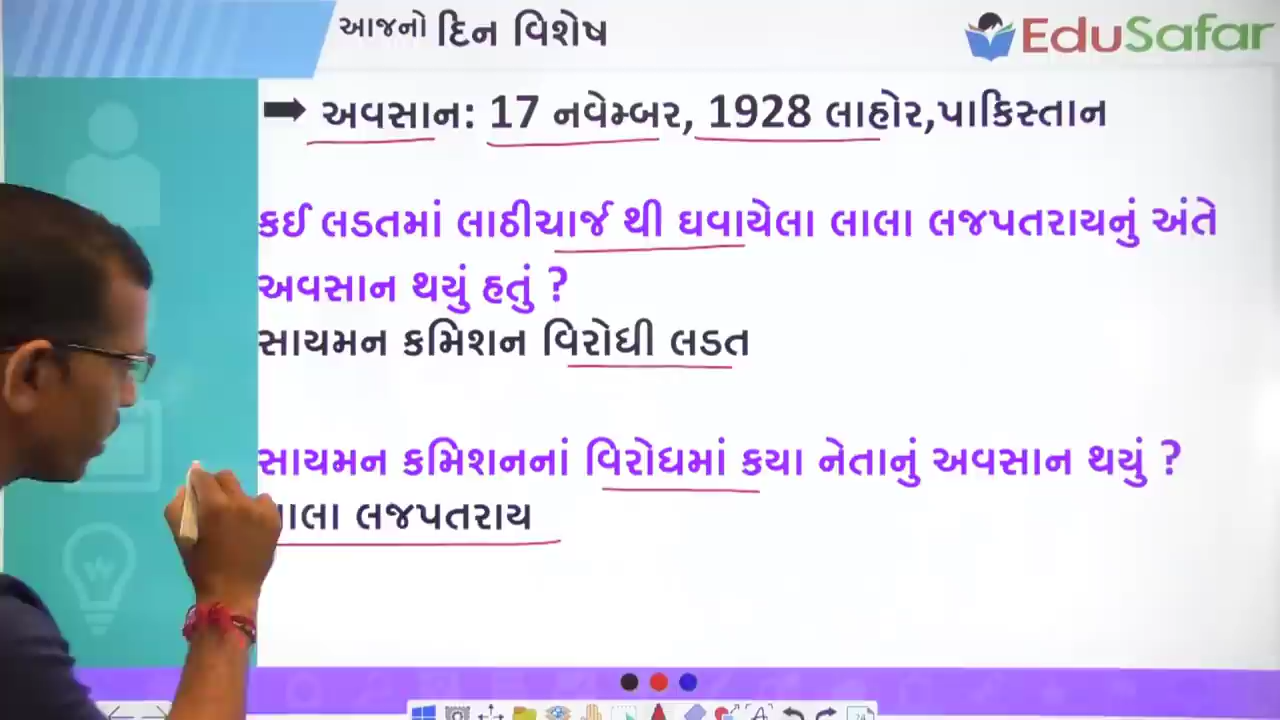 આજનો દિન વિશેષ
EduSafar
➡ અવસાન: 17 નવેમ્બર, 1928 લાહોર,પાકિસ્તાન
કઈ લડતમાં લાઠીચાર્જ થી ઘવાયેલા લાલા લજપતરાયનું અંતે
અવસાન થયું હતું ?
સાયમન કમિશન વિરોધી લડત
સાયમન કમિશનનાં વિરોધમાં કયા નેતાનું અવસાન થયું ?
લાલા લજપતરાય